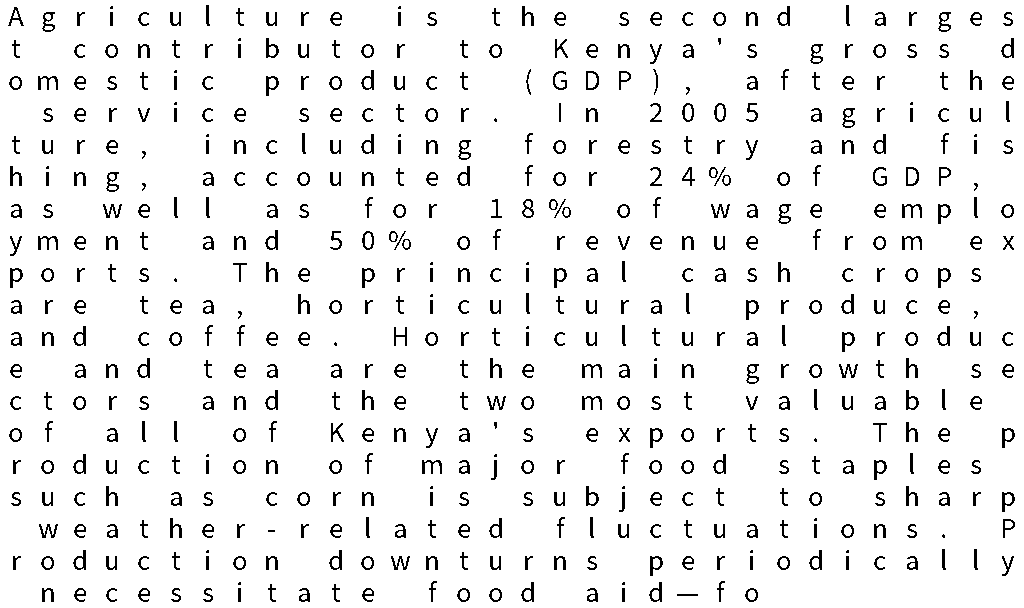 Agriculture is the second larges
t contributor to Kenya's gross d
omestic product (GDP), after the
 service sector. In 2005 agricul
ture, including forestry and fis
hing, accounted for 24% of GDP,
as well as for 18% of wage emplo
yment and 50% of revenue from ex
ports. The principal cash crops
are tea, horticultural produce,
and coffee. Horticultural produc
e and tea are the main growth se
ctors and the two most valuable
of all of Kenya's exports. The p
roduction of major food staples
such as corn is subject to sharp
 weather-related fluctuations. P
roduction downturns periodically
 necessitate food aid—fo